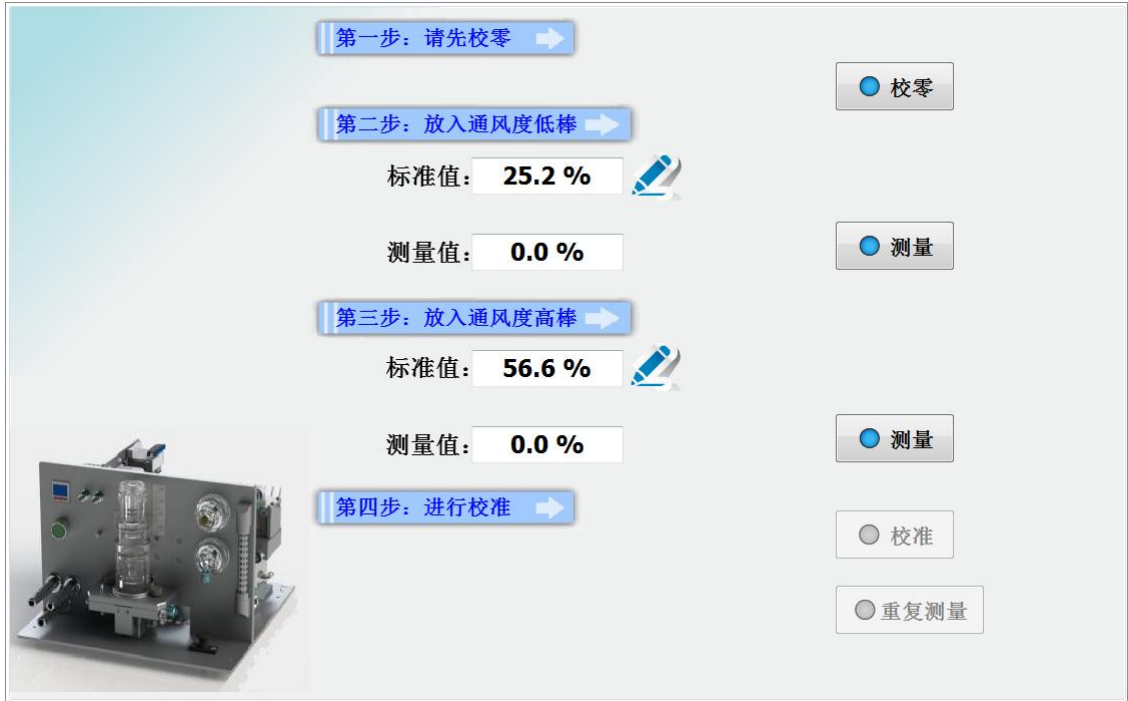 第一步：请先校零
校零
第二步：放入通风度低棒
标准值： 25.2 %
测量值： 0.0 %
测量
第三步：放入通风度高棒
标准值： 56.6 %
测量值： 0.0 %
测量
第四步：进行校准
校准
重复测量